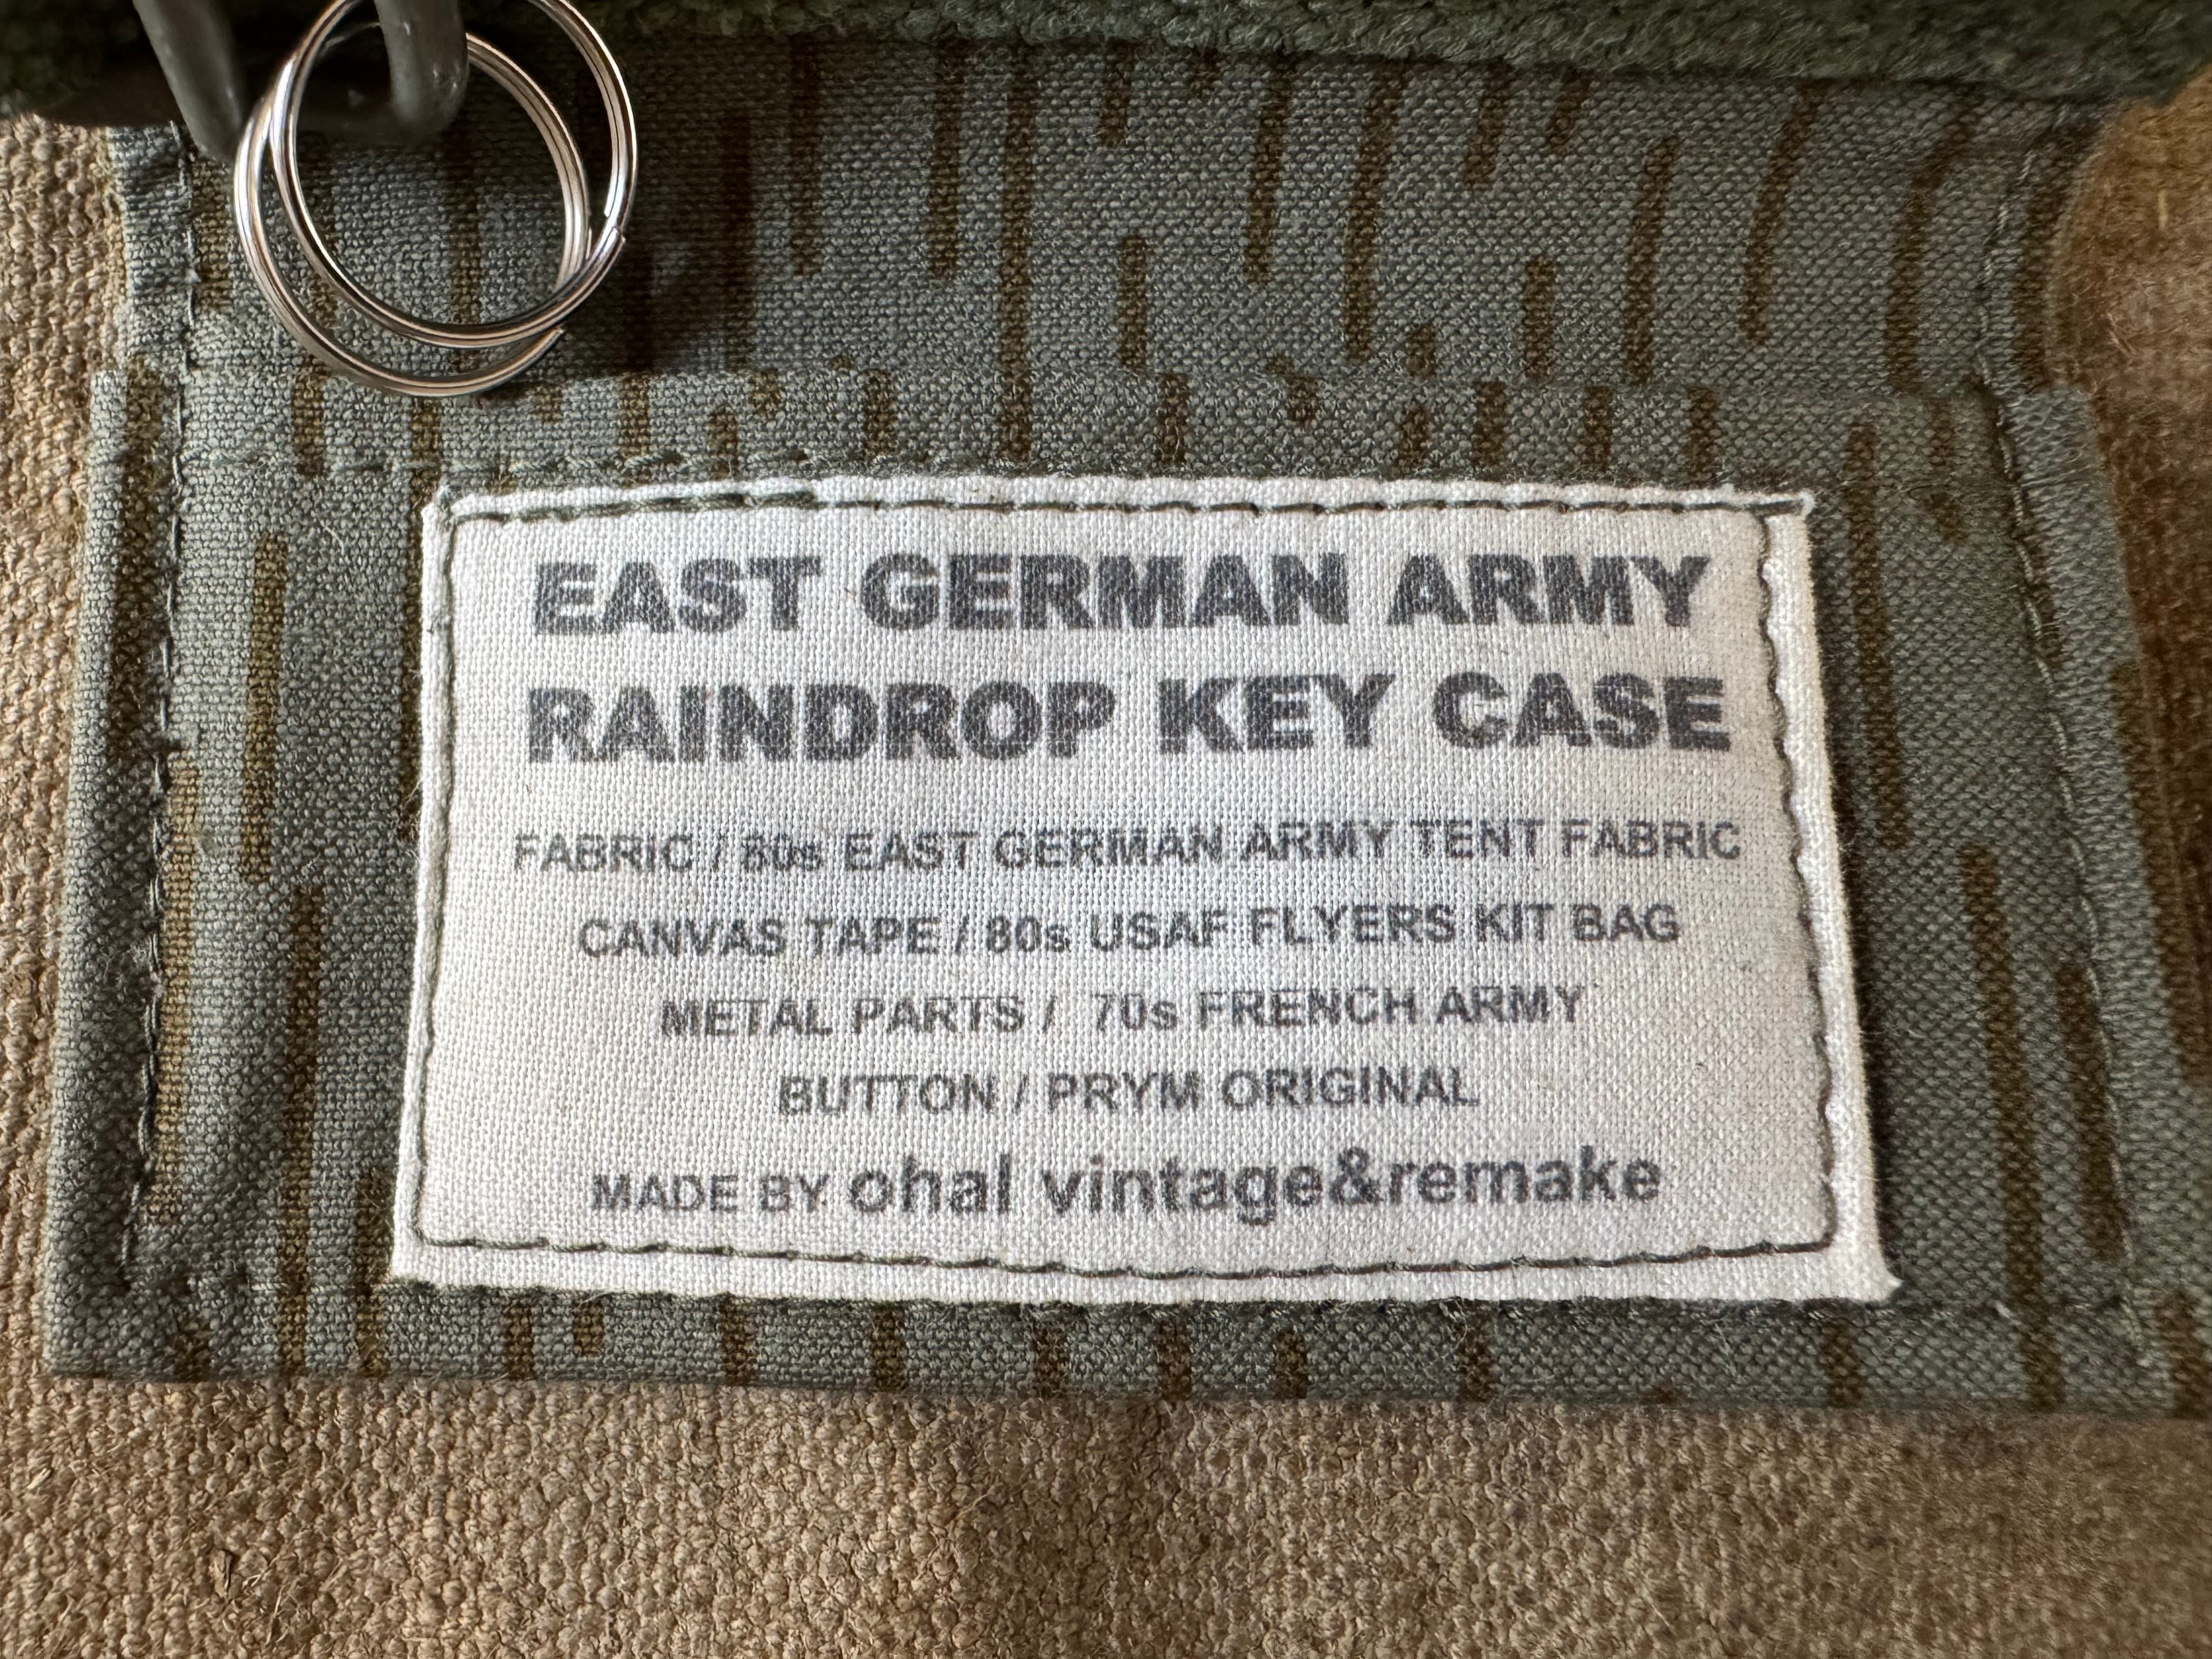 EAST GERMAN ARMY
RAINDROP KEY CASE
FABRIC / 80s EAST GERMAN ARMY TENT FABRIC
CANVAS TAPE / 80s USAF FLYERS KIT BAG
METAL PARTS / 70s FRENCH ARMY
BUTTON / PRYM ORIGINAL
MADE BY ohal vintage&remake